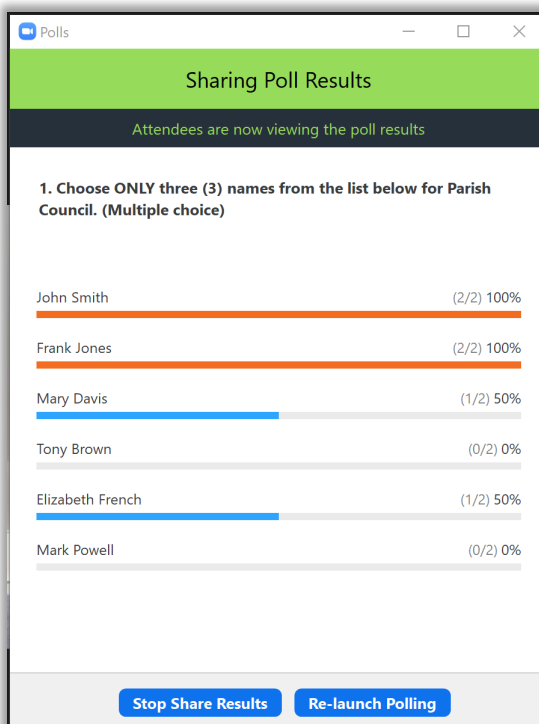 Polls
Sharing Poll Results
Attendees are now viewing the poll results
1. Choose ONLY three (3) names from the list below for Parish
Council. (Multiple choice)
John Smith (2/2) 100%
Frank Jones (2/2) 100%
Mary Davis (1/2) 50%
Tony Brown (0/2) 0%
Elizabeth French (1/2) 50%
Mark Powell (0/2) 0%
Stop Share Results Re-launch Polling